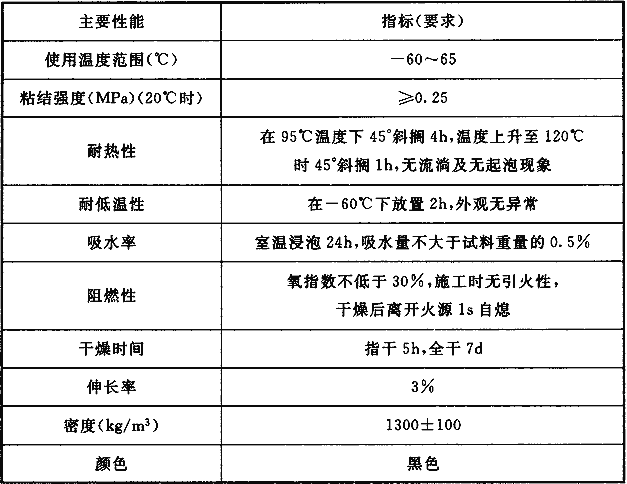 主要性能 指标(要求)
使用温度范围(℃) －60～65
粘结强度(MPa)(20℃时) ⩾0.25
耐热性 在95℃温度下45°斜搁4h,温度上升至120℃
时45°斜搁1h,无流滴及无起泡现象
耐低温性 在－60℃下放置2h,外观无异常
吸水率 室温浸泡24h,吸水量不大于试料重量的0.5%
阻燃性 氧指数不低于30%,施工时无引火性,
干燥后离开火源1s自熄
干燥时间 指干5h,全干7d
伸长率 3%
密度(kg/m³) 1300±100
颜色 黑色